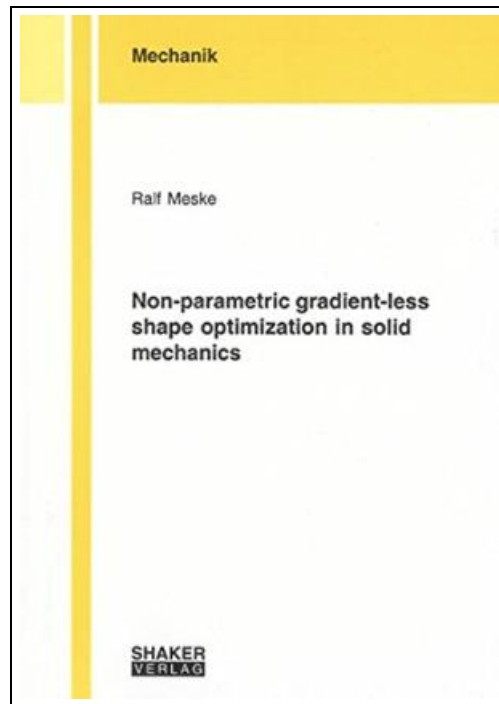 Mechanik
Ralf Meske
Non-parametric gradient-less
shape optimization in solid
mechanics
SHAKER
VERLAG